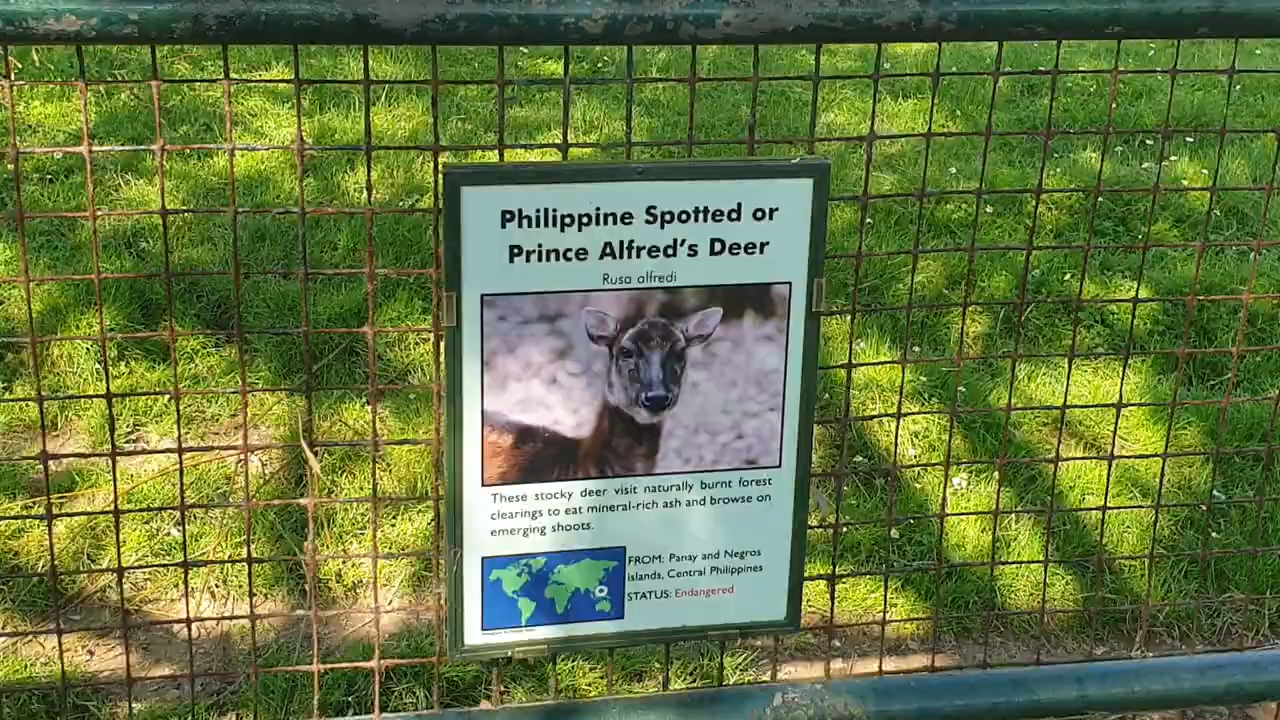 Philippine Spotted or
Prince Alfred's Deer
Rusa alfredi
These stocky deer visit naturally burnt forest
clearings to eat mineral-rich ash and browse on
emerging shoots.
FROM: Panay and Negros
Islands, Central Philippines
STATUS: Endangered